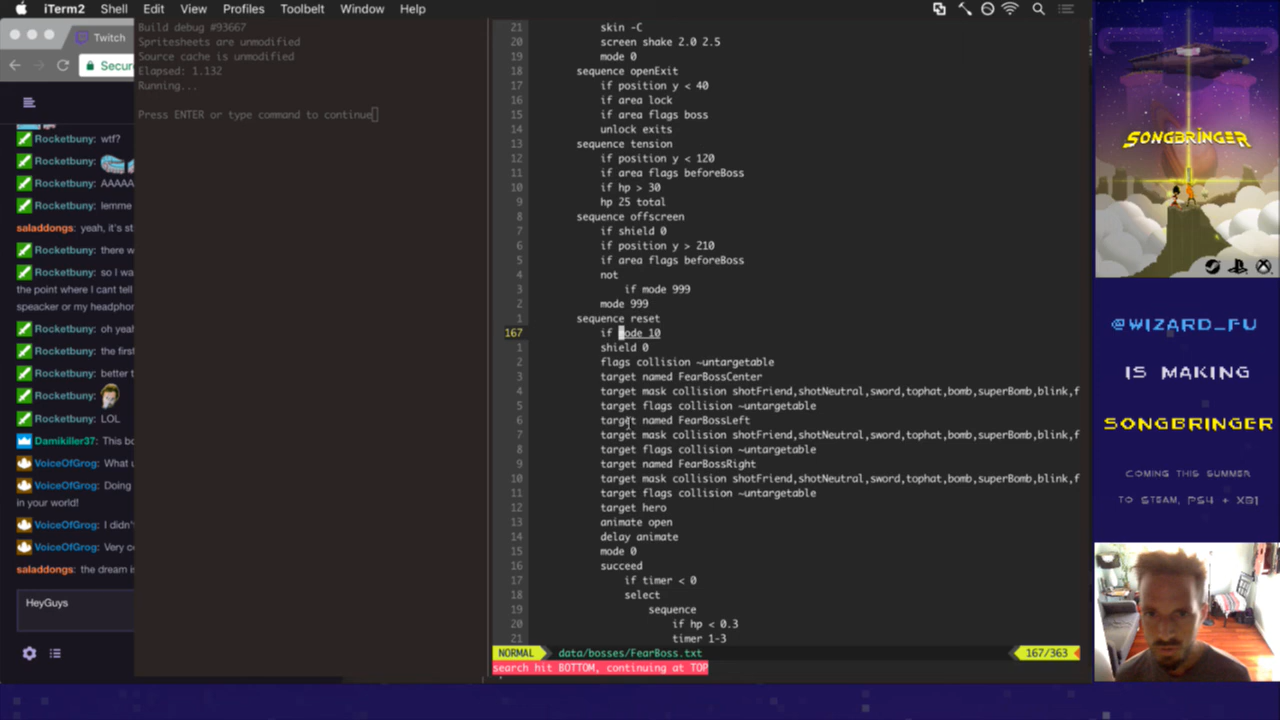 iTerm2 Shell Edit View Profiles Toolbelt Window Help
Twitch
Secure
Rocketbuny: wtf?
Rocketbuny:
Rocketbuny: AAAAA
Rocketbuny: lemme
saladdongs: yeah, it's st
Rocketbuny: there w
Rocketbuny: so I wa
the point where I cant tell
speacker or my headphor
Rocketbuny: oh yeah
Rocketbuny: the first
Rocketbuny: better t
Rocketbuny:
Rocketbuny: LOL
Damikiller37: This bo
VoiceOfGrog: What u
VoiceOfGrog: Doing
in your world!
VoiceOfGrog: I didn'
VoiceOfGrog: Very co
saladdongs: the dream is
HeyGuys
Build debug #93667
Spritesheets are unmodified
Source cache is unmodified
Elapsed: 1.132
Running...
Press ENTER or type command to continue
21 skin -C
20 screen shake 2.0 2.5
19 mode 0
18 sequence openExit
17 if position y < 40
16 if area lock
15 if area flags boss
14 unlock exits
13 sequence tension
12 if position y < 120
11 if area flags beforeBoss
10 if hp > 30
9 hp 25 total
8 sequence offscreen
7 if shield 0
6 if position y > 210
5 if area flags beforeBoss
4 not
3 if mode 999
2 mode 999
1 sequence reset
167 if mode 10
1 shield 0
2 flags collision ~untargetable
3 target named FearBossCenter
4 target mask collision shotFriend,shotNeutral,sword,tophat,bomb,superBomb,blink,f
5 target flags collision ~untargetable
6 target named FearBossLeft
7 target mask collision shotFriend,shotNeutral,sword,tophat,bomb,superBomb,blink,f
8 target flags collision ~untargetable
9 target named FearBossRight
10 target mask collision shotFriend,shotNeutral,sword,tophat,bomb,superBomb,blink,f
11 target flags collision ~untargetable
12 target hero
13 animate open
14 delay animate
15 mode 0
16 succeed
17 if timer < 0
18 select
19 sequence
20 if hp < 0.3
21 timer 1-3
NORMAL data/bosses/FearBoss.txt 167/363
search hit BOTTOM, continuing at TOP
SONGBRINGER
@WIZARD_FU
IS MAKING
SONGBRINGER
COMING THIS SUMMER
TO STEAM, PS4 + XB1